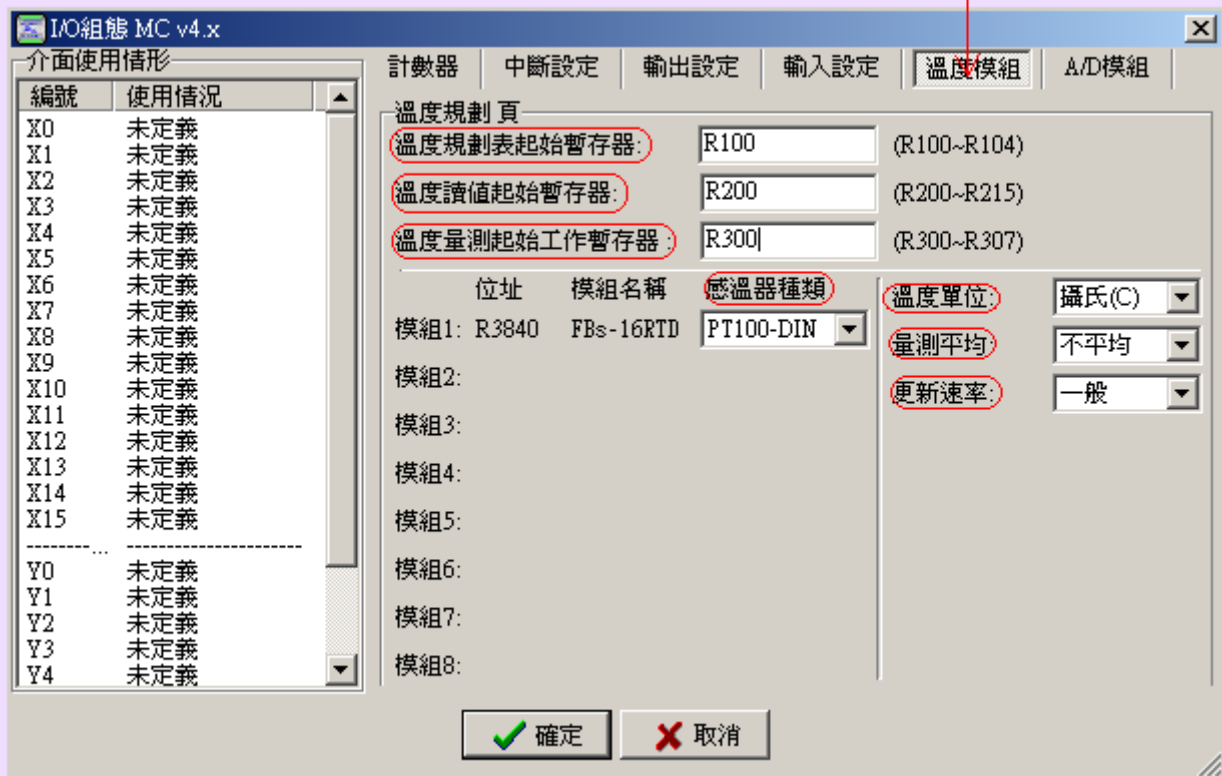 I/O組態 MC v4.x
介面使用情形
編號 使用情況
X0 未定義
X1 未定義
X2 未定義
X3 未定義
X4 未定義
X5 未定義
X6 未定義
X7 未定義
X8 未定義
X9 未定義
X10 未定義
X11 未定義
X12 未定義
X13 未定義
X14 未定義
X15 未定義
--------... ----------------------
Y0 未定義
Y1 未定義
Y2 未定義
Y3 未定義
Y4 未定義
計數器 中斷設定 輸出設定 輸入設定 溫度模組 A/D模組
溫度規劃 頁
溫度規劃表起始暫存器: R100 (R100~R104)
溫度讀值起始暫存器: R200 (R200~R215)
溫度量測起始工作暫存器 : R300 (R300~R307)
位址 模組名稱 感溫器種類
模組1: R3840 FBs-16RTD PT100-DIN
模組2:
模組3:
模組4:
模組5:
模組6:
模組7:
模組8:
溫度單位: 攝氏(C)
量測平均: 不平均
更新速率: 一般
確定 取消